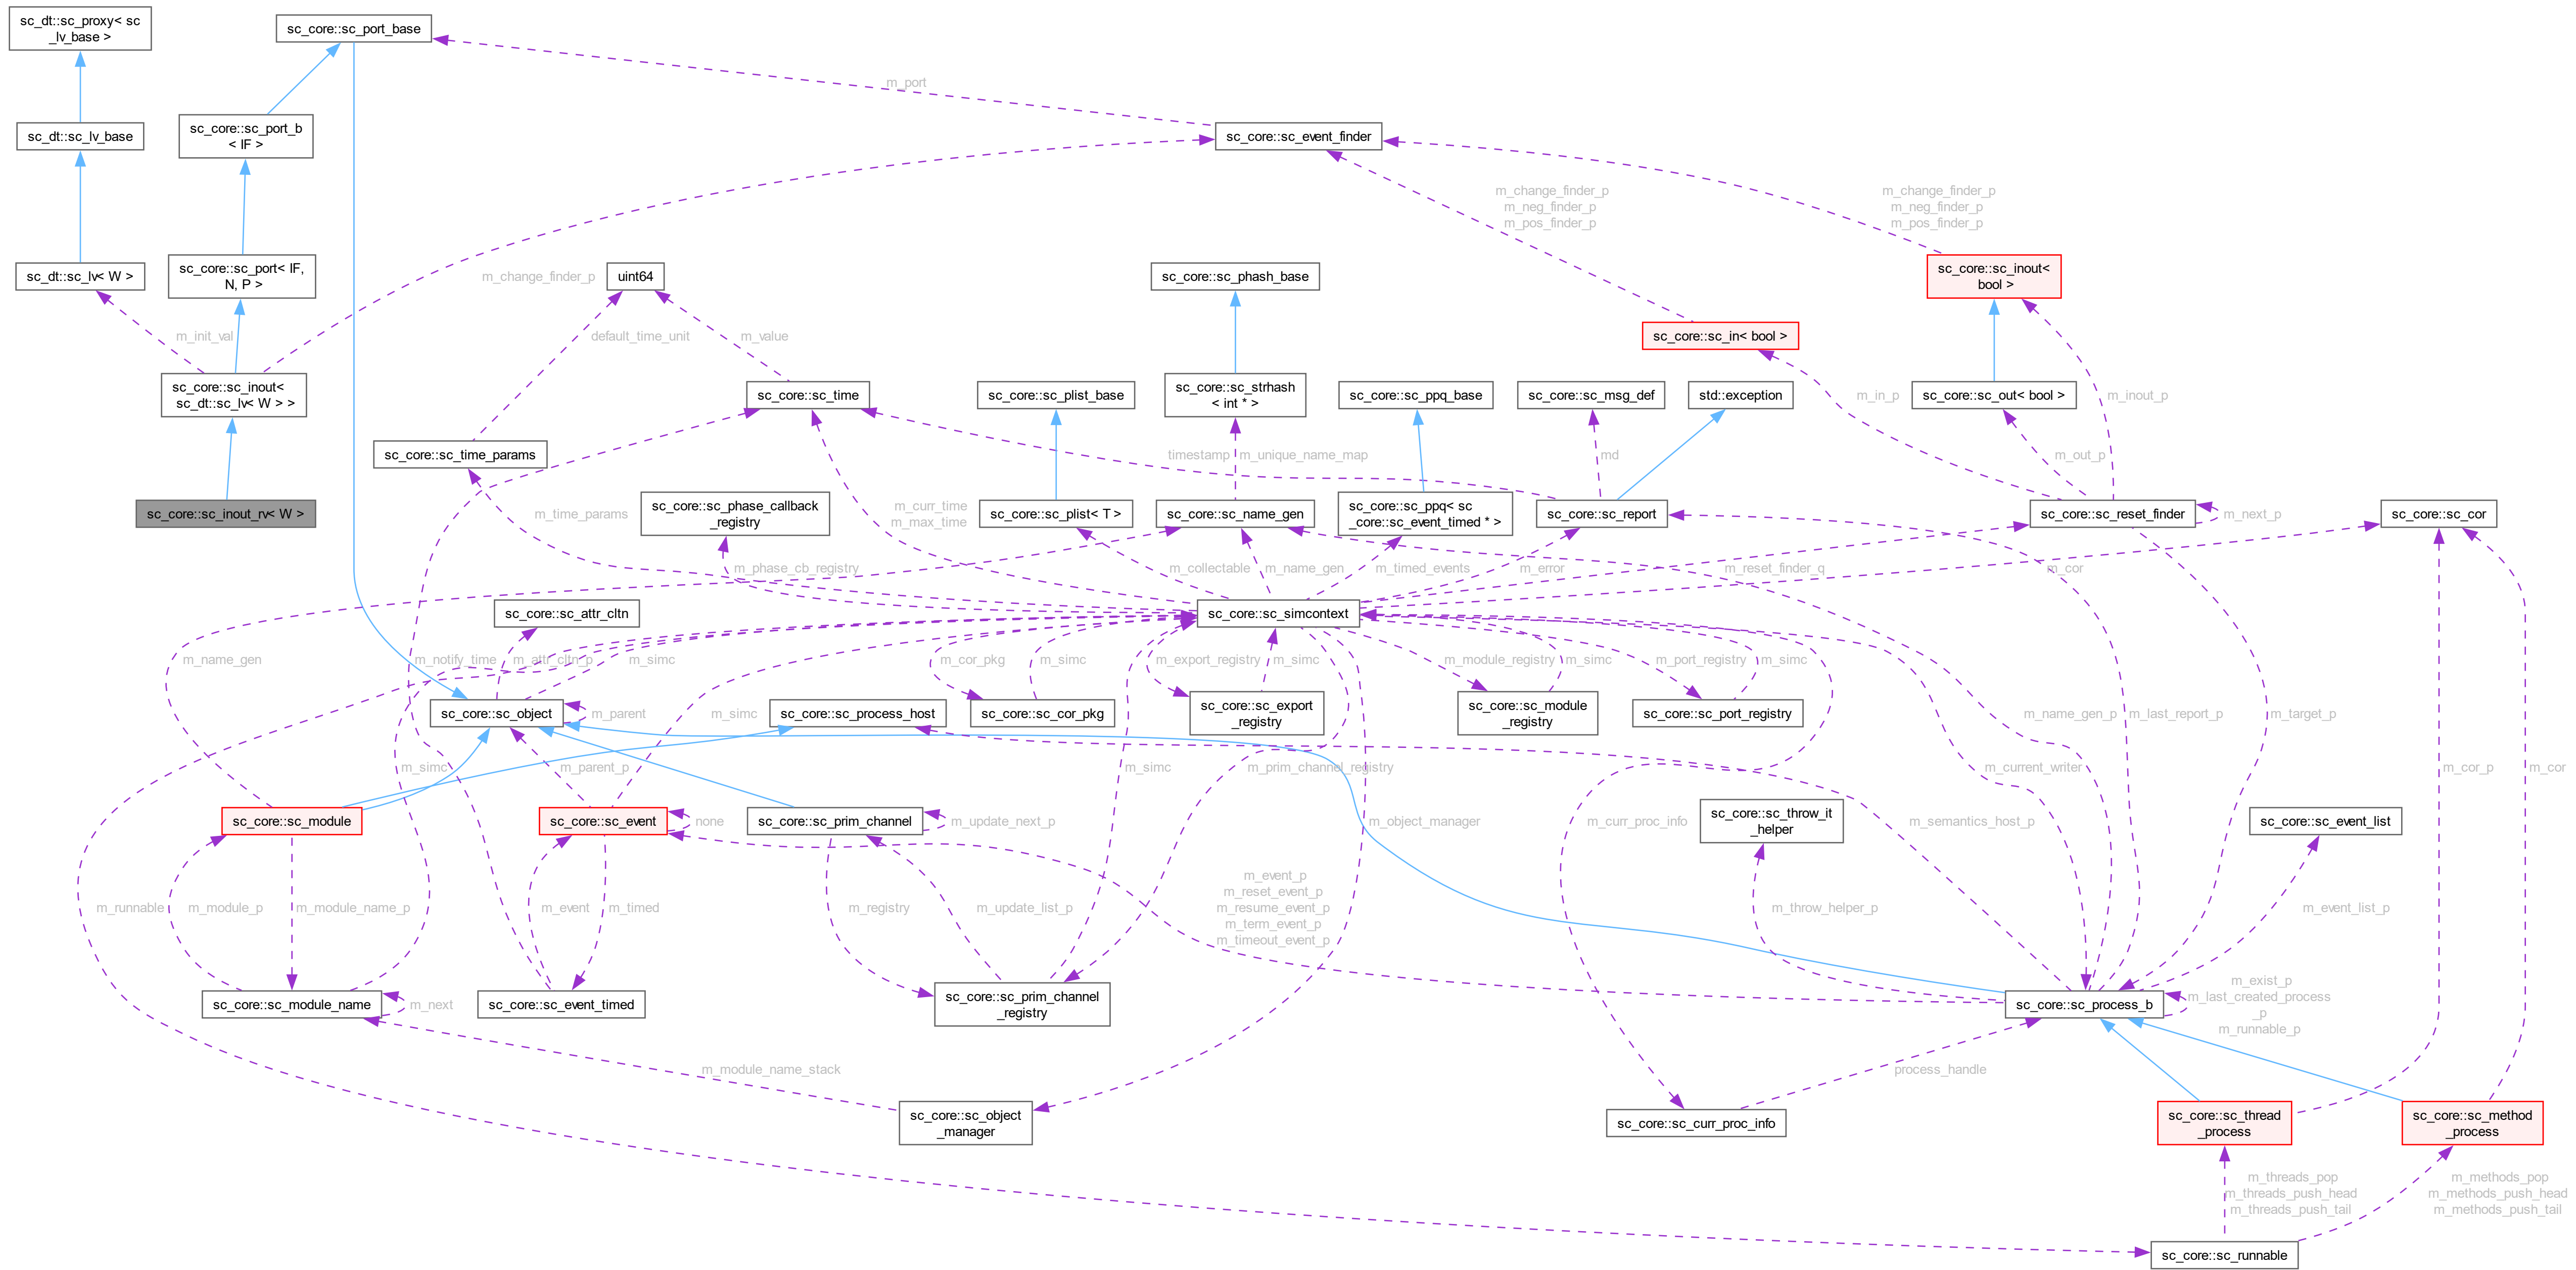 sc_dt::sc_proxy< sc
_lv_base >
sc_core::sc_port_base
m_port
sc_dt::sc_lv_base
sc_core::sc_port_b
< IF >
sc_core::sc_event_finder
m_change_finder_p
m_neg_finder_p
m_pos_finder_p
m_change_finder_p
m_neg_finder_p
m_pos_finder_p
sc_dt::sc_lv< W >
sc_core::sc_port< IF,
N, P >
m_change_finder_p
uint64
sc_core::sc_phash_base
sc_core::sc_inout<
bool >
m_init_val
default_time_unit
m_value
sc_core::sc_in< bool >
sc_core::sc_inout<
sc_dt::sc_lv< W > >
sc_core::sc_time
sc_core::sc_plist_base
sc_core::sc_strhash
< int * >
sc_core::sc_ppq_base
sc_core::sc_msg_def
std::exception
m_in_p
sc_core::sc_out< bool >
m_inout_p
sc_core::sc_time_params
timestamp
m_unique_name_map
md
m_out_p
sc_core::sc_inout_rv< W >
m_time_params
sc_core::sc_phase_callback
_registry
m_curr_time
m_max_time
sc_core::sc_plist< T >
sc_core::sc_name_gen
sc_core::sc_ppq< sc
_core::sc_event_timed * >
sc_core::sc_report
sc_core::sc_reset_finder
m_next_p
sc_core::sc_cor
m_phase_cb_registry
m_collectable
m_name_gen
m_timed_events
m_error
m_reset_finder_q
m_cor
sc_core::sc_attr_cltn
sc_core::sc_simcontext
m_name_gen
m_notify_time
m_attr_cltn_p
m_simc
m_cor_pkg
m_simc
m_export_registry
m_simc
m_module_registry
m_simc
m_port_registry
m_simc
sc_core::sc_object
m_parent
m_simc
sc_core::sc_process_host
sc_core::sc_cor_pkg
sc_core::sc_export
_registry
sc_core::sc_module
_registry
sc_core::sc_port_registry
m_name_gen_p
m_last_report_p
m_target_p
m_simc
m_parent_p
m_simc
m_prim_channel_registry
m_current_writer
m_cor_p
m_cor
sc_core::sc_module
sc_core::sc_event
none
sc_core::sc_prim_channel
m_update_next_p
m_object_manager
m_curr_proc_info
sc_core::sc_throw_it
_helper
m_semantics_host_p
sc_core::sc_event_list
m_runnable
m_module_p
m_module_name_p
m_event
m_timed
m_registry
m_update_list_p
m_event_p
m_reset_event_p
m_resume_event_p
m_term_event_p
m_timeout_event_p
m_throw_helper_p
m_event_list_p
sc_core::sc_module_name
m_next
sc_core::sc_event_timed
sc_core::sc_prim_channel
_registry
sc_core::sc_process_b
m_exist_p
m_last_created_process
_p
m_runnable_p
m_module_name_stack
process_handle
sc_core::sc_object
_manager
sc_core::sc_curr_proc_info
sc_core::sc_thread
_process
sc_core::sc_method
_process
m_threads_pop
m_threads_push_head
m_threads_push_tail
m_methods_pop
m_methods_push_head
m_methods_push_tail
sc_core::sc_runnable